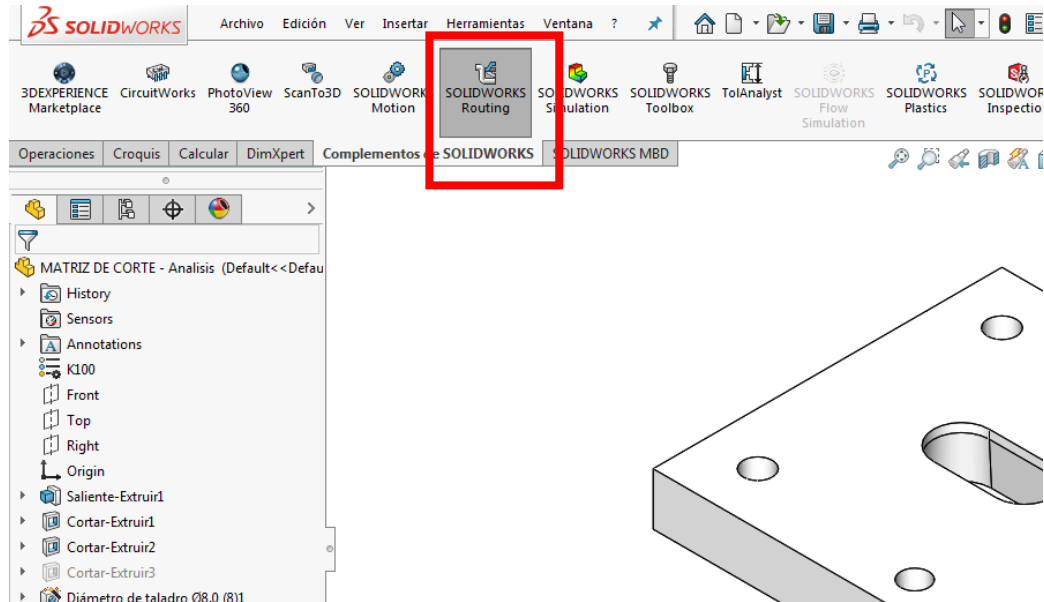 SOLIDWORKS Archivo Edición Ver Insertar Herramientas Ventana ?
3DEXPERIENCE CircuitWorks PhotoView ScanTo3D SOLIDWORK SOLIDWORKS SOLIDWORKS SOLIDWORKS TolAnalyst SOLIDWORKS SOLIDWORKS SOLIDWOR
Marketplace 360 Motion Routing Simulation Toolbox Flow Plastics Inspectio
Simulation
Operaciones Croquis Calcular DimXpert Complementos de SOLIDWORKS SOLIDWORKS MBD
MATRIZ DE CORTE - Analisis (Default<<Defau
History
Sensors
Annotations
K100
Front
Top
Right
Origin
Saliente-Extruir1
Cortar-Extruir1
Cortar-Extruir2
Cortar-Extruir3
Diámetro de taladro Ø8.0 (8)1